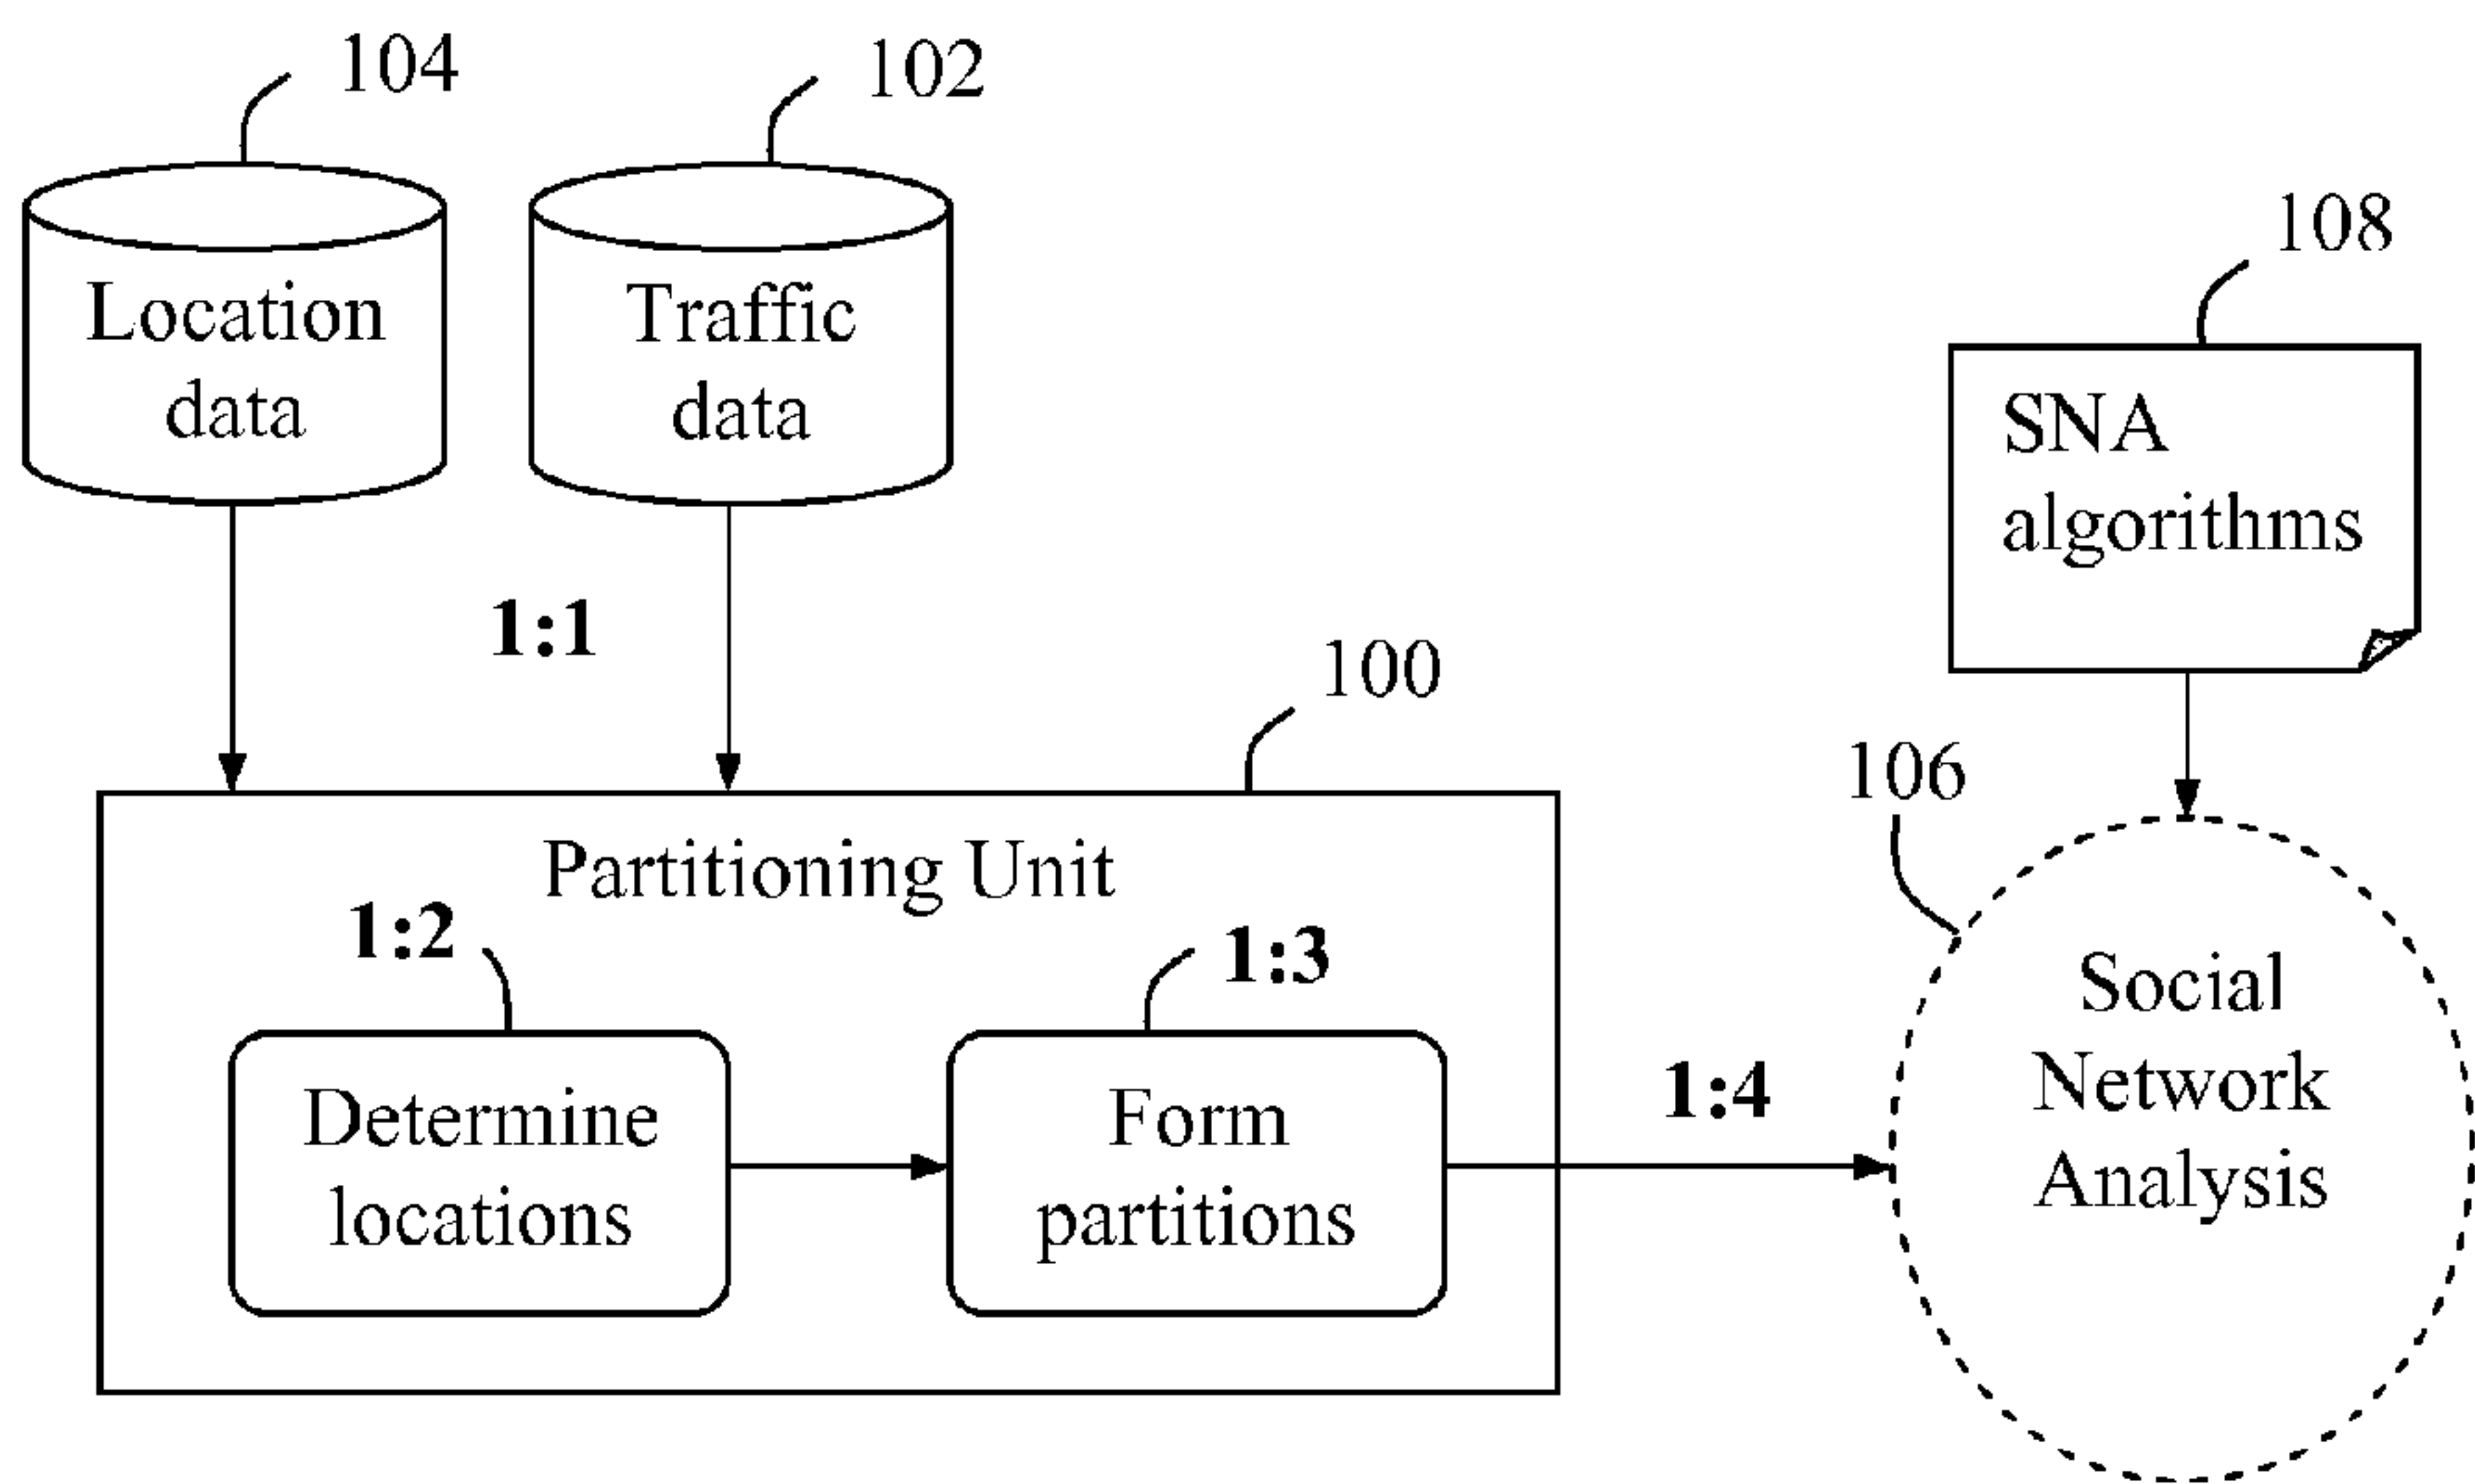 104
102
Location
data
Traffic
data
108
SNA
algorithms
1:1
100
106
Partitioning Unit
1:2
1:3
Determine
locations
Form
partitions
1:4
Social
Network
Analysis